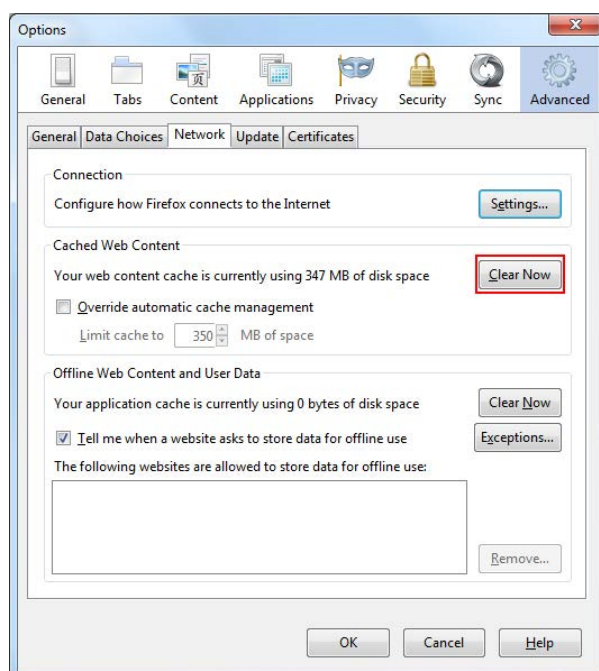 Options
x
General Tabs Content Applications Privacy Security Sync Advanced
General Data Choices Network Update Certificates
Connection
Configure how Firefox connects to the Internet Settings...
Cached Web Content
Your web content cache is currently using 347 MB of disk space Clear Now
Override automatic cache management
Limit cache to 350 MB of space
Offline Web Content and User Data
Your application cache is currently using 0 bytes of disk space Clear Now
Tell me when a website asks to store data for offline use Exceptions...
The following websites are allowed to store data for offline use:
Remove...
OK Cancel Help